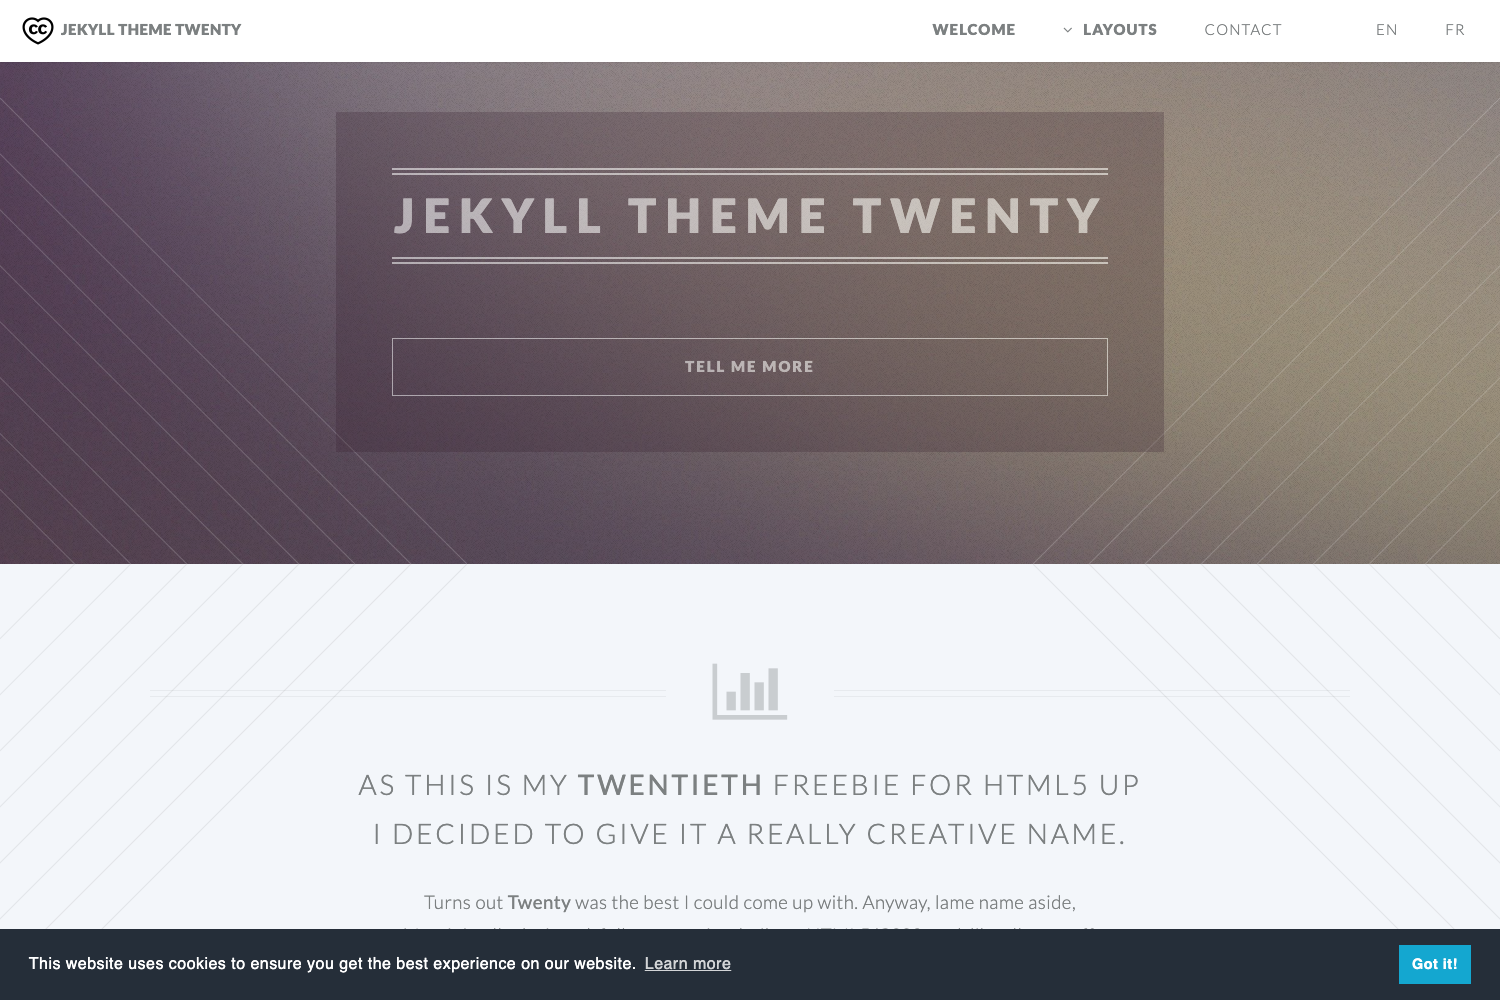 CC JEKYLL THEME TWENTY
WELCOME LAYOUTS CONTACT EN FR
JEKYLL THEME TWENTY
TELL ME MORE
AS THIS IS MY TWENTIETH FREEBIE FOR HTML5 UP
I DECIDED TO GIVE IT A REALLY CREATIVE NAME.
Turns out Twenty was the best I could come up with. Anyway, lame name aside,
This website uses cookies to ensure you get the best experience on our website. Learn more
Got it!